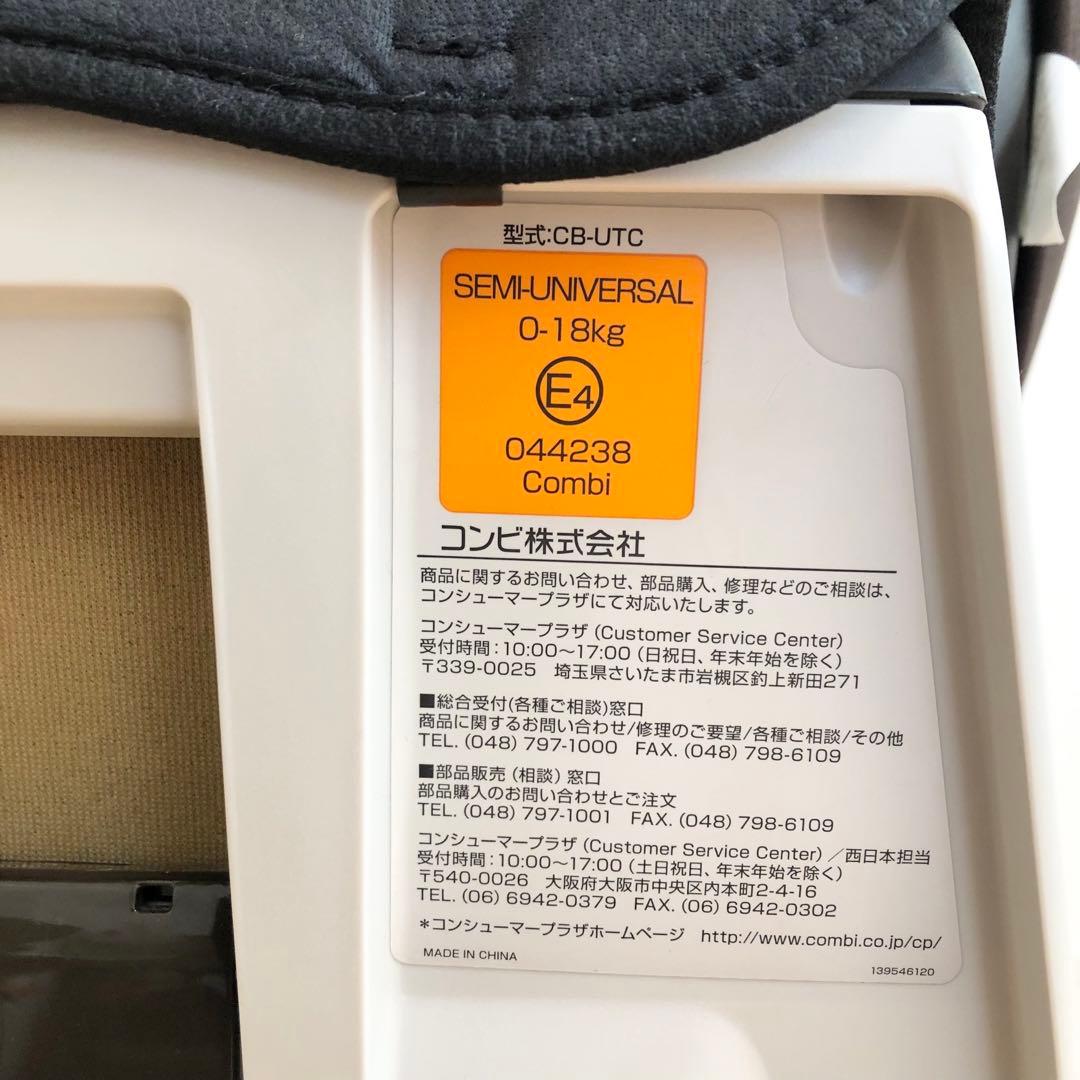 型式:CB-UTC
SEMI-UNIVERSAL
0-18kg
E4
044238
Combi
コンビ株式会社
商品に関するお問い合わせ、部品購入、修理などのご相談は、
コンシューマープラザにて対応いたします。
コンシューマープラザ (Customer Service Center)
受付時間:10:00〜17:00 (日祝日、年末年始を除く)
〒339-0025 埼玉県さいたま市岩槻区釣上新田271
■総合受付(各種ご相談)窓口
商品に関するお問い合わせ/修理のご要望/各種ご相談/その他
TEL. (048) 797-1000 FAX. (048) 798-6109
■部品販売 (相談) 窓口
部品購入のお問い合わせとご注文
TEL. (048) 797-1001 FAX. (048) 798-6109
コンシューマープラザ (Customer Service Center) /西日本担当
受付時間:10:00〜17:00 (土日祝日、年末年始を除く)
〒540-0026 大阪府大阪市中央区内本町2-4-16
TEL. (06) 6942-0379 FAX. (06) 6942-0302
*コンシューマープラザホームページ http://www.combi.co.jp/cp/
MADE IN CHINA
139546120